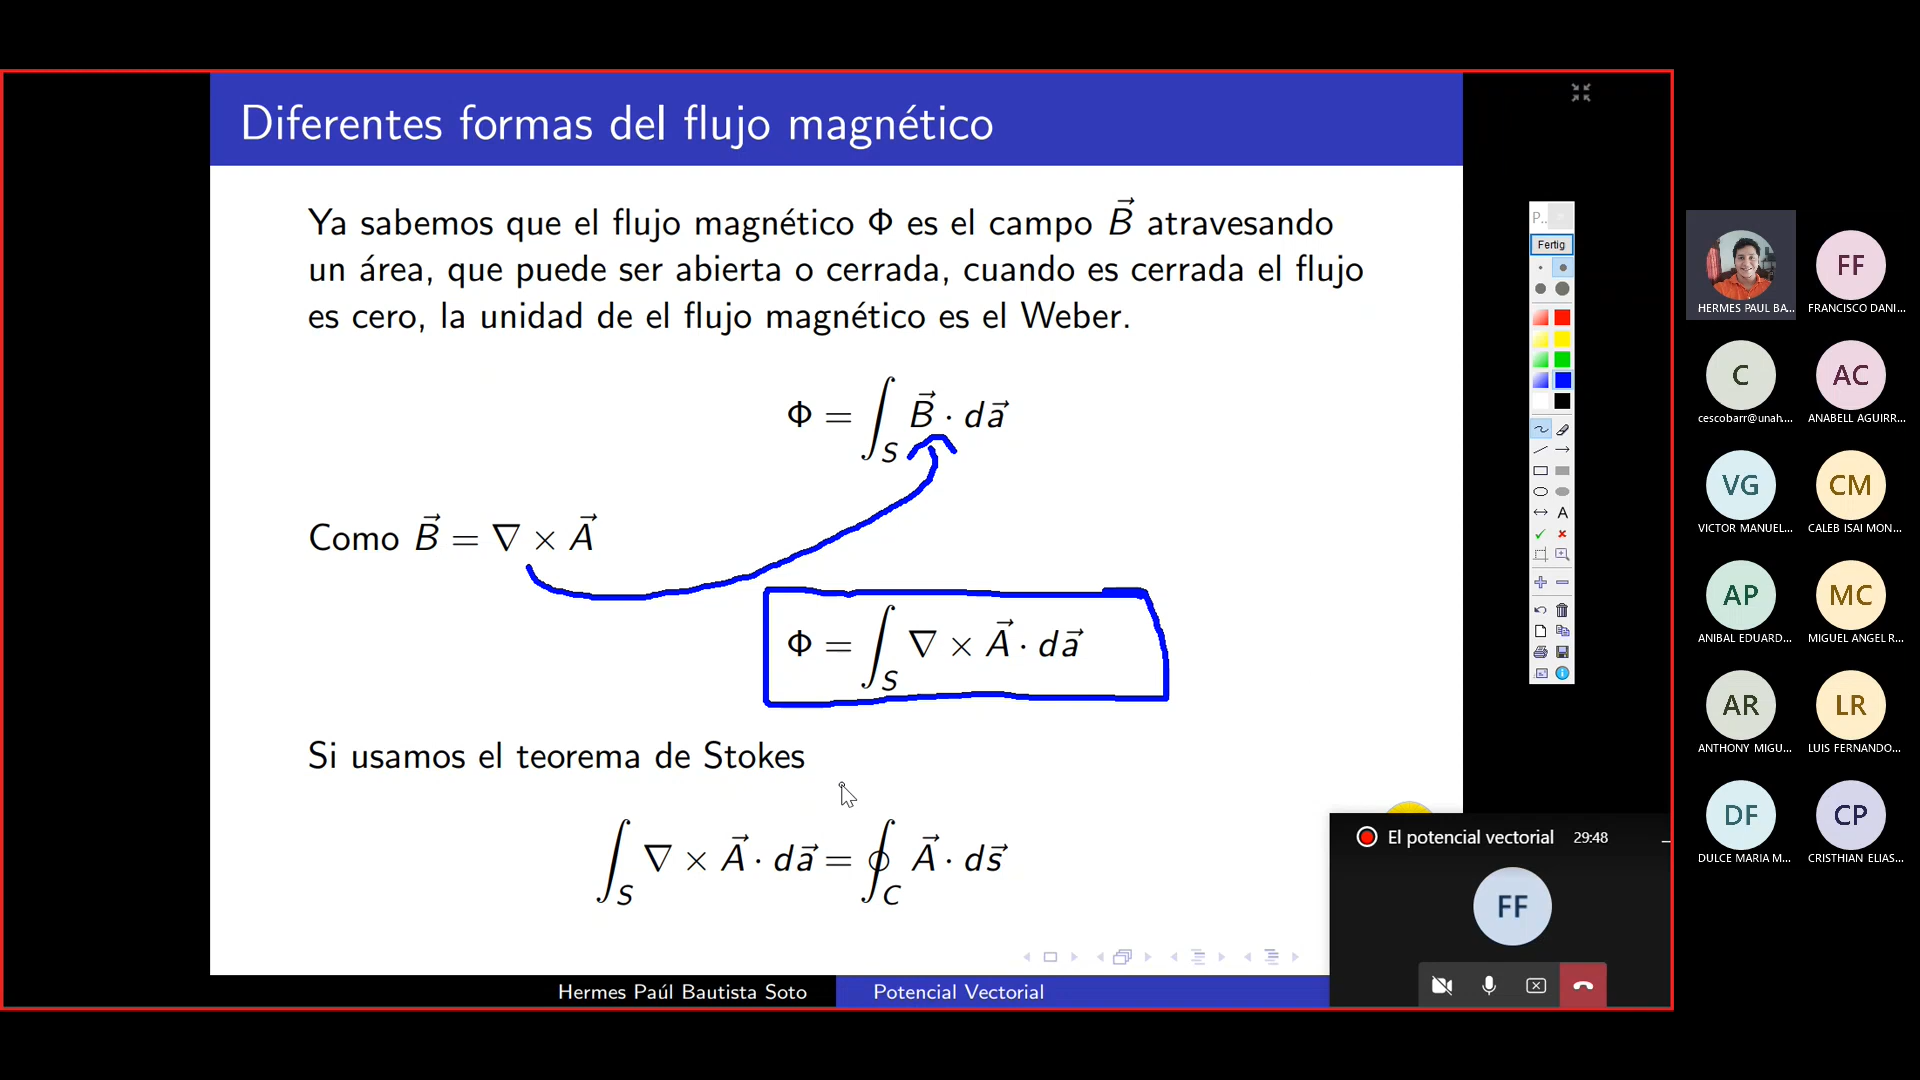 Diferentes formas del flujo magnético
Ya sabemos que el flujo magnético Φ es el campo B⃗ atravesando
un área, que puede ser abierta o cerrada, cuando es cerrada el flujo
es cero, la unidad de el flujo magnético es el Weber.
Φ = ∫_S B⃗ · da⃗
Como B⃗ = ∇ × A⃗
Φ = ∫_S ∇ × A⃗ · da⃗
Si usamos el teorema de Stokes
∫_S ∇ × A⃗ · da⃗ = ∮_C A⃗ · ds⃗
Hermes Paúl Bautista Soto
Potencial Vectorial
P...
Fertig
A
El potencial vectorial 29:48
FF
HERMES PAUL BA...
FF
FRANCISCO DANI...
C
cescobarr@unah....
AC
ANABELL AGUIRR...
VG
VICTOR MANUEL...
CM
CALEB ISAI MON...
AP
ANIBAL EDUARD...
MC
MIGUEL ANGEL R...
AR
ANTHONY MIGU...
LR
LUIS FERNANDO...
DF
DULCE MARIA M...
CP
CRISTHIAN ELIAS...